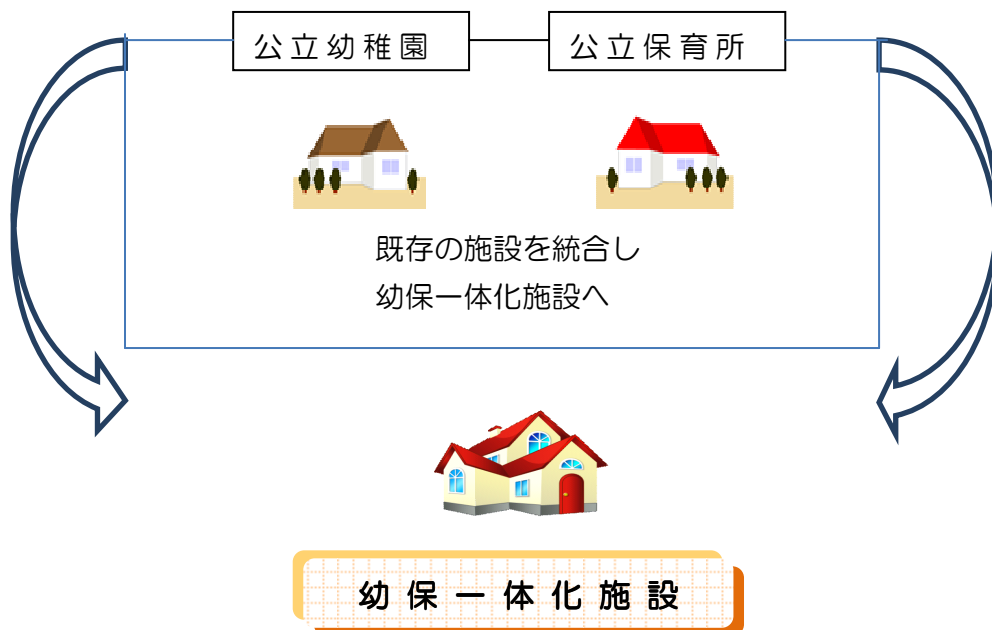 公立幼稚園
公立保育所
既存の施設を統合し
幼保一体化施設へ
幼保一体化施設